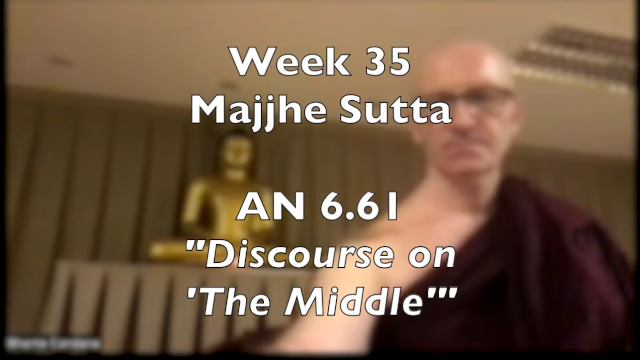 Week 35
Majjhe Sutta
AN 6.61
"Discourse on
'The Middle'"